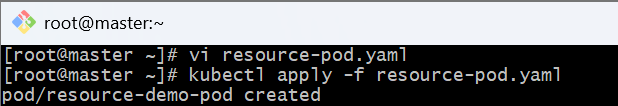 root@master:~
[root@master ~]# vi resource-pod.yaml
[root@master ~]# kubectl apply -f resource-pod.yaml
pod/resource-demo-pod created